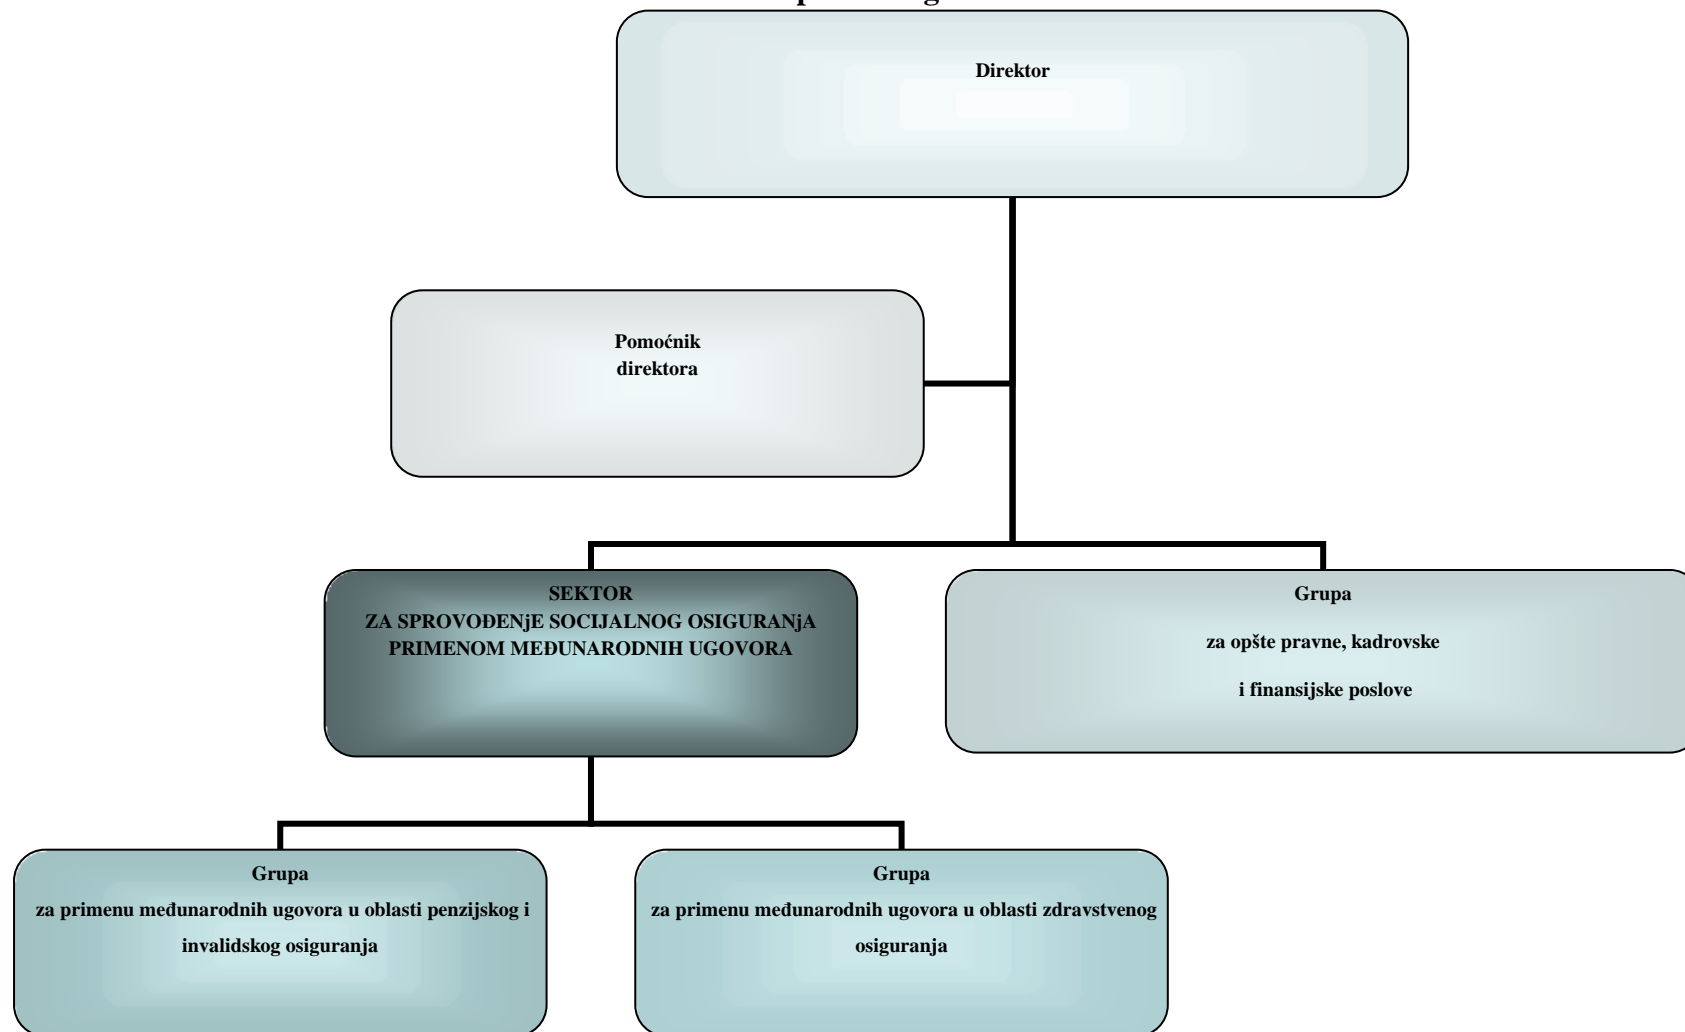 Direktor
Pomoćnik
direktora
SEKTOR
ZA SPROVOĐENjE SOCIJALNOG OSIGURANjA
PRIMENOM MEĐUNARODNIH UGOVORA
Grupa
za opšte pravne, kadrovske
i finansijske poslove
Grupa
za primenu međunarodnih ugovora u oblasti penzijskog i
invalidskog osiguranja
Grupa
za primenu međunarodnih ugovora u oblasti zdravstvenog
osiguranja